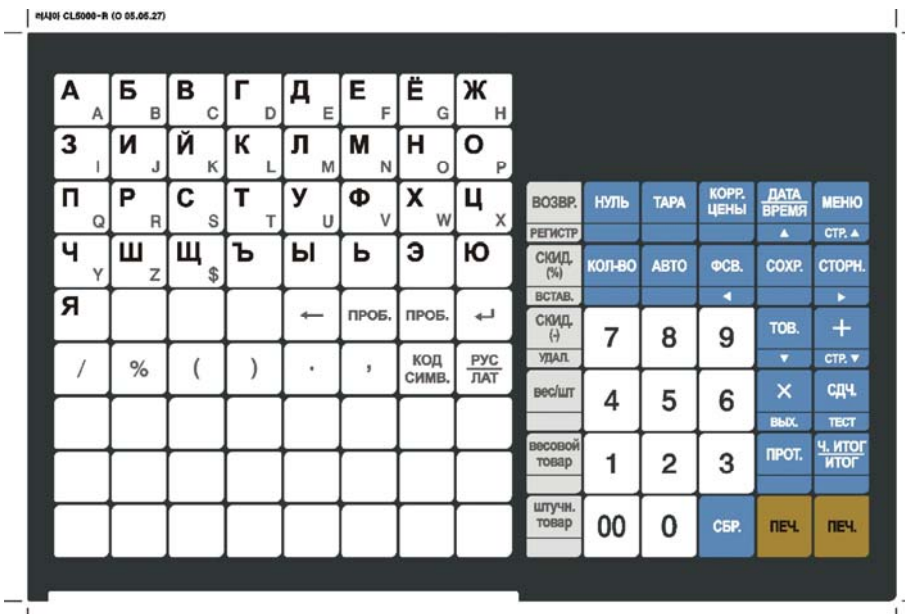 러시아 CL5000-R (O 05.05.27)
А A Б B В C Г D Д E Е F Ё G Ж H
З I И J Й K К L Л M М N Н O О P
П Q Р R С S Т T У U Ф V Х W Ц X
Ч Y Ш Z Щ $ Ъ Ы Ь Э Ю
Я ← ПРОБ. ПРОБ. ↵
/ % ( ) . , КОД СИМВ. РУС ЛАТ
ВОЗВР. НУЛЬ ТАРА КОРР. ЦЕНЫ ДАТА ВРЕМЯ МЕНЮ
РЕГИСТР ▲ СТР. ▲
СКИД. (%) КОЛ-ВО АВТО ФСВ. СОХР. СТОРН.
ВСТАВ. ◀ ▶
СКИД. (-) 7 8 9 ТОВ. +
УДАЛ. ▼ СТР. ▼
вес/шт 4 5 6 × СДЧ.
ВЫХ. ТЕСТ
весовой товар 1 2 3 ПРОТ. Ч. ИТОГ ИТОГ
штучн. товар 00 0 СБР. ПЕЧ. ПЕЧ.